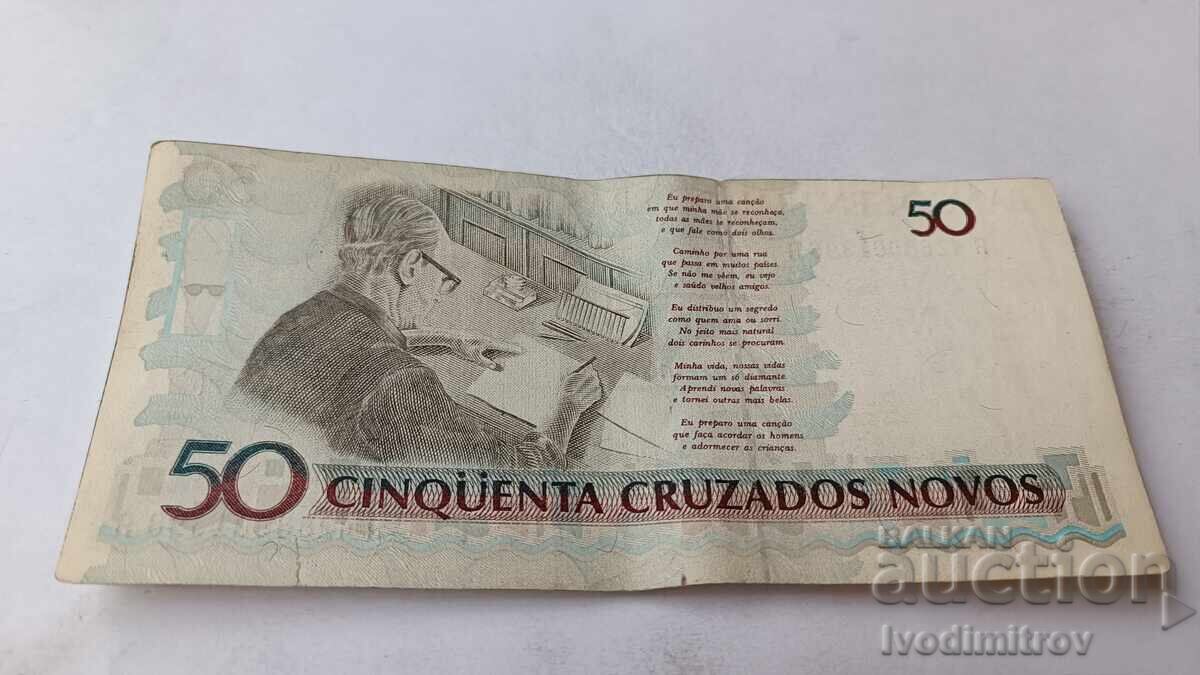 Eu preparo uma canção
em que minha mãe se reconheça,
todas as mães se reconheçam,
e que fale como dois olhos.
Caminho por uma rua
que passa em muitos países.
Se não me vêem, eu vejo
e saúdo velhos amigos.
Eu distribuo um segredo
como quem ama ou sorri.
No jeito mais natural
dois carinhos se procuram.
Minha vida, nossas vidas
formam um só diamante.
Aprendi novas palavras
e tornei outras mais belas.
Eu preparo uma canção
que faça acordar os homens
e adormecer as crianças.
50
50 CINQÜENTA CRUZADOS NOVOS
BALKAN
auction
Ivodimitrov